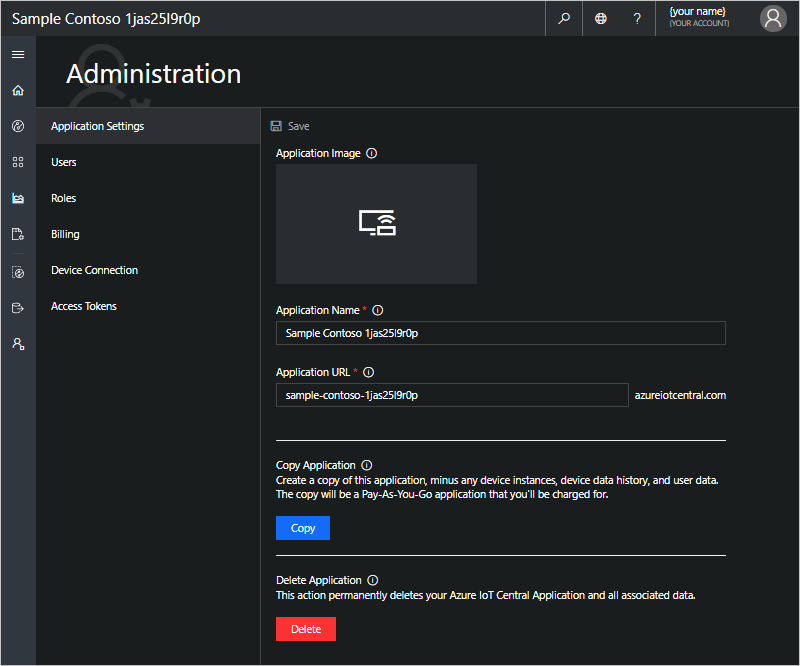 Sample Contoso 1jas25l9r0p
?
{your name}
(YOUR ACCOUNT)
Administration
Application Settings
Users
Roles
Billing
Device Connection
Access Tokens
Save
Application Image
Application Name *
Sample Contoso 1jas25l9r0p
Application URL *
sample-contoso-1jas25l9r0p
azureiotcentral.com
Copy Application
Create a copy of this application, minus any device instances, device data history, and user data.
The copy will be a Pay-As-You-Go application that you'll be charged for.
Copy
Delete Application
This action permanently deletes your Azure IoT Central Application and all associated data.
Delete